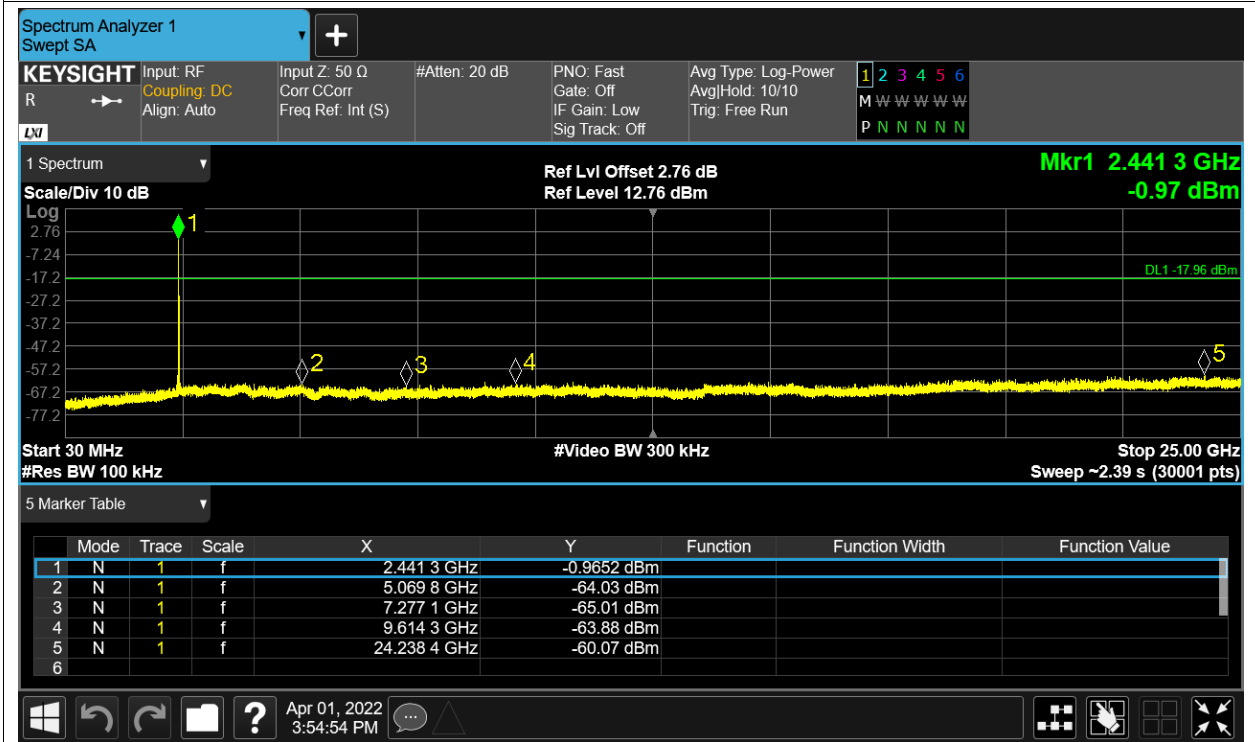 Spectrum Analyzer 1
Swept SA
KEYSIGHT
R
LXI
Input: RF
Coupling: DC
Align: Auto
Input Z: 50 Ω
Corr CCorr
Freq Ref: Int (S)
#Atten: 20 dB
PNO: Fast
Gate: Off
IF Gain: Low
Sig Track: Off
Avg Type: Log-Power
Avg|Hold: 10/10
Trig: Free Run
1 2 3 4 5 6
M W W W W W
P N N N N N
1 Spectrum
Scale/Div 10 dB
Ref Lvl Offset 2.76 dB
Ref Level 12.76 dBm
Mkr1 2.441 3 GHz
-0.97 dBm
Log
2.76
-7.24
-17.2
-27.2
-37.2
-47.2
-57.2
-67.2
-77.2
1
DL1 -17.96 dBm
2
3
4
5
Start 30 MHz
#Res BW 100 kHz
#Video BW 300 kHz
Stop 25.00 GHz
Sweep ~2.39 s (30001 pts)
5 Marker Table
Mode Trace Scale X Y Function Function Width Function Value
1 N 1 f 2.441 3 GHz -0.9652 dBm
2 N 1 f 5.069 8 GHz -64.03 dBm
3 N 1 f 7.277 1 GHz -65.01 dBm
4 N 1 f 9.614 3 GHz -63.88 dBm
5 N 1 f 24.238 4 GHz -60.07 dBm
6
?
Apr 01, 2022
3:54:54 PM